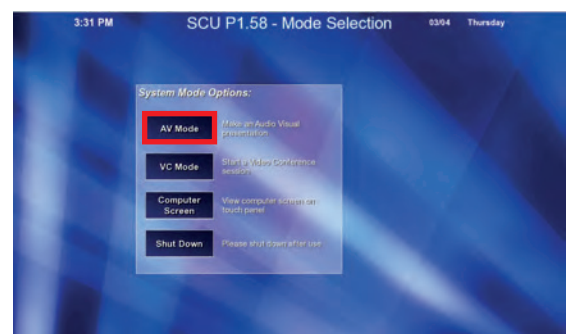 3:31 PM
SCU P1.58 - Mode Selection
03/04 Thursday
System Mode Options:
AV Mode
Make an Audio Visual
presentation
VC Mode
Start a Video Conference
session
Computer
Screen
View computer screen on
touch panel
Shut Down
Please shut down after use